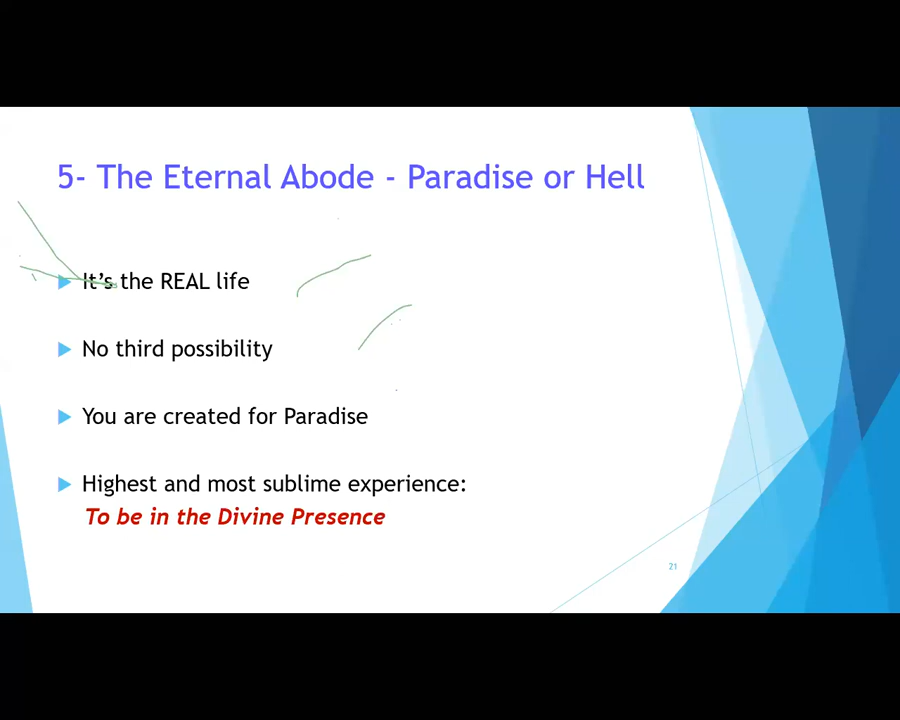 5- The Eternal Abode - Paradise or Hell
It's the REAL life
No third possibility
You are created for Paradise
Highest and most sublime experience:
To be in the Divine Presence
21